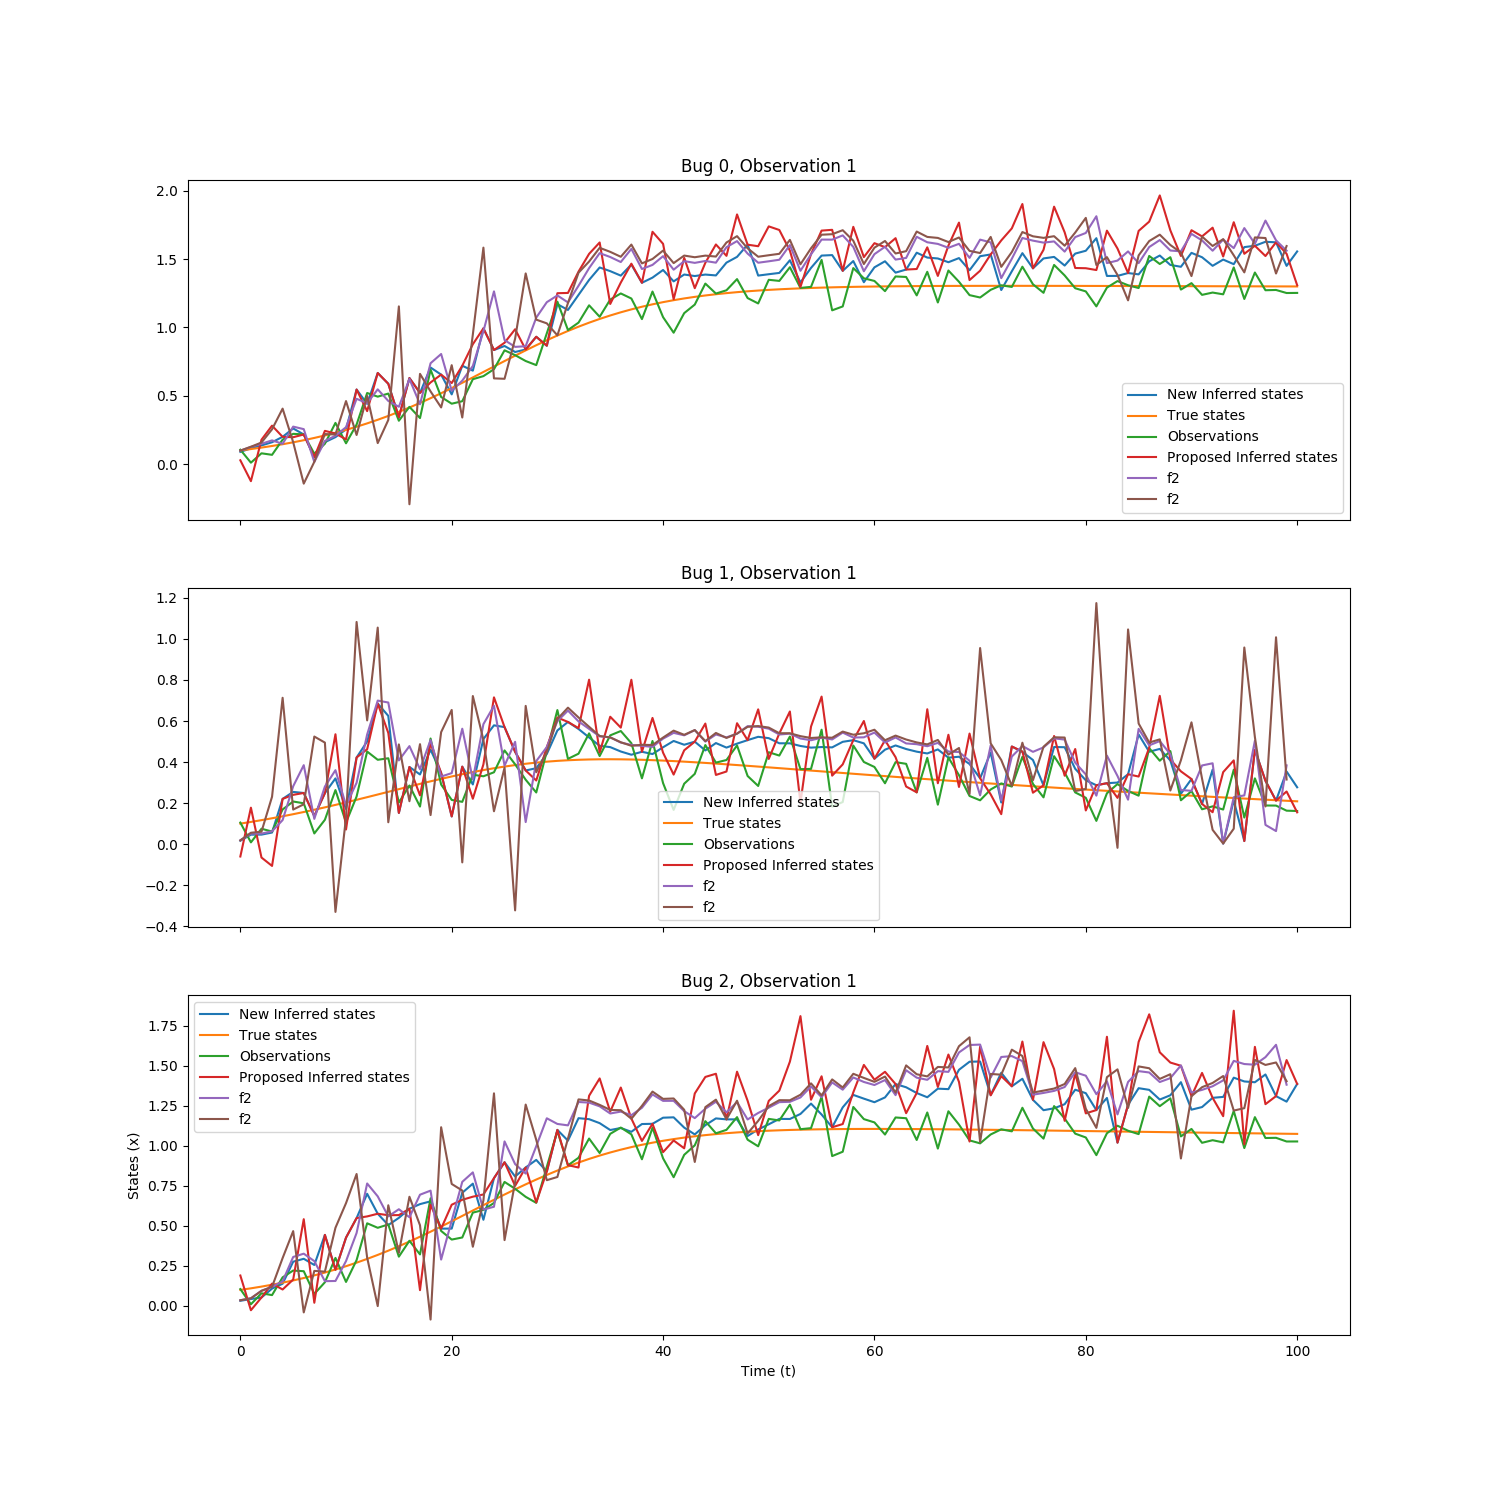 Bug 0, Observation 1
2.0
1.5
1.0
0.5
0.0
New Inferred states
True states
Observations
Proposed Inferred states
f2
f2
Bug 1, Observation 1
1.2
1.0
0.8
0.6
0.4
0.2
0.0
−0.2
−0.4
New Inferred states
True states
Observations
Proposed Inferred states
f2
f2
Bug 2, Observation 1
States (x)
1.75
1.50
1.25
1.00
0.75
0.50
0.25
0.00
New Inferred states
True states
Observations
Proposed Inferred states
f2
f2
0 20 40 60 80 100
Time (t)